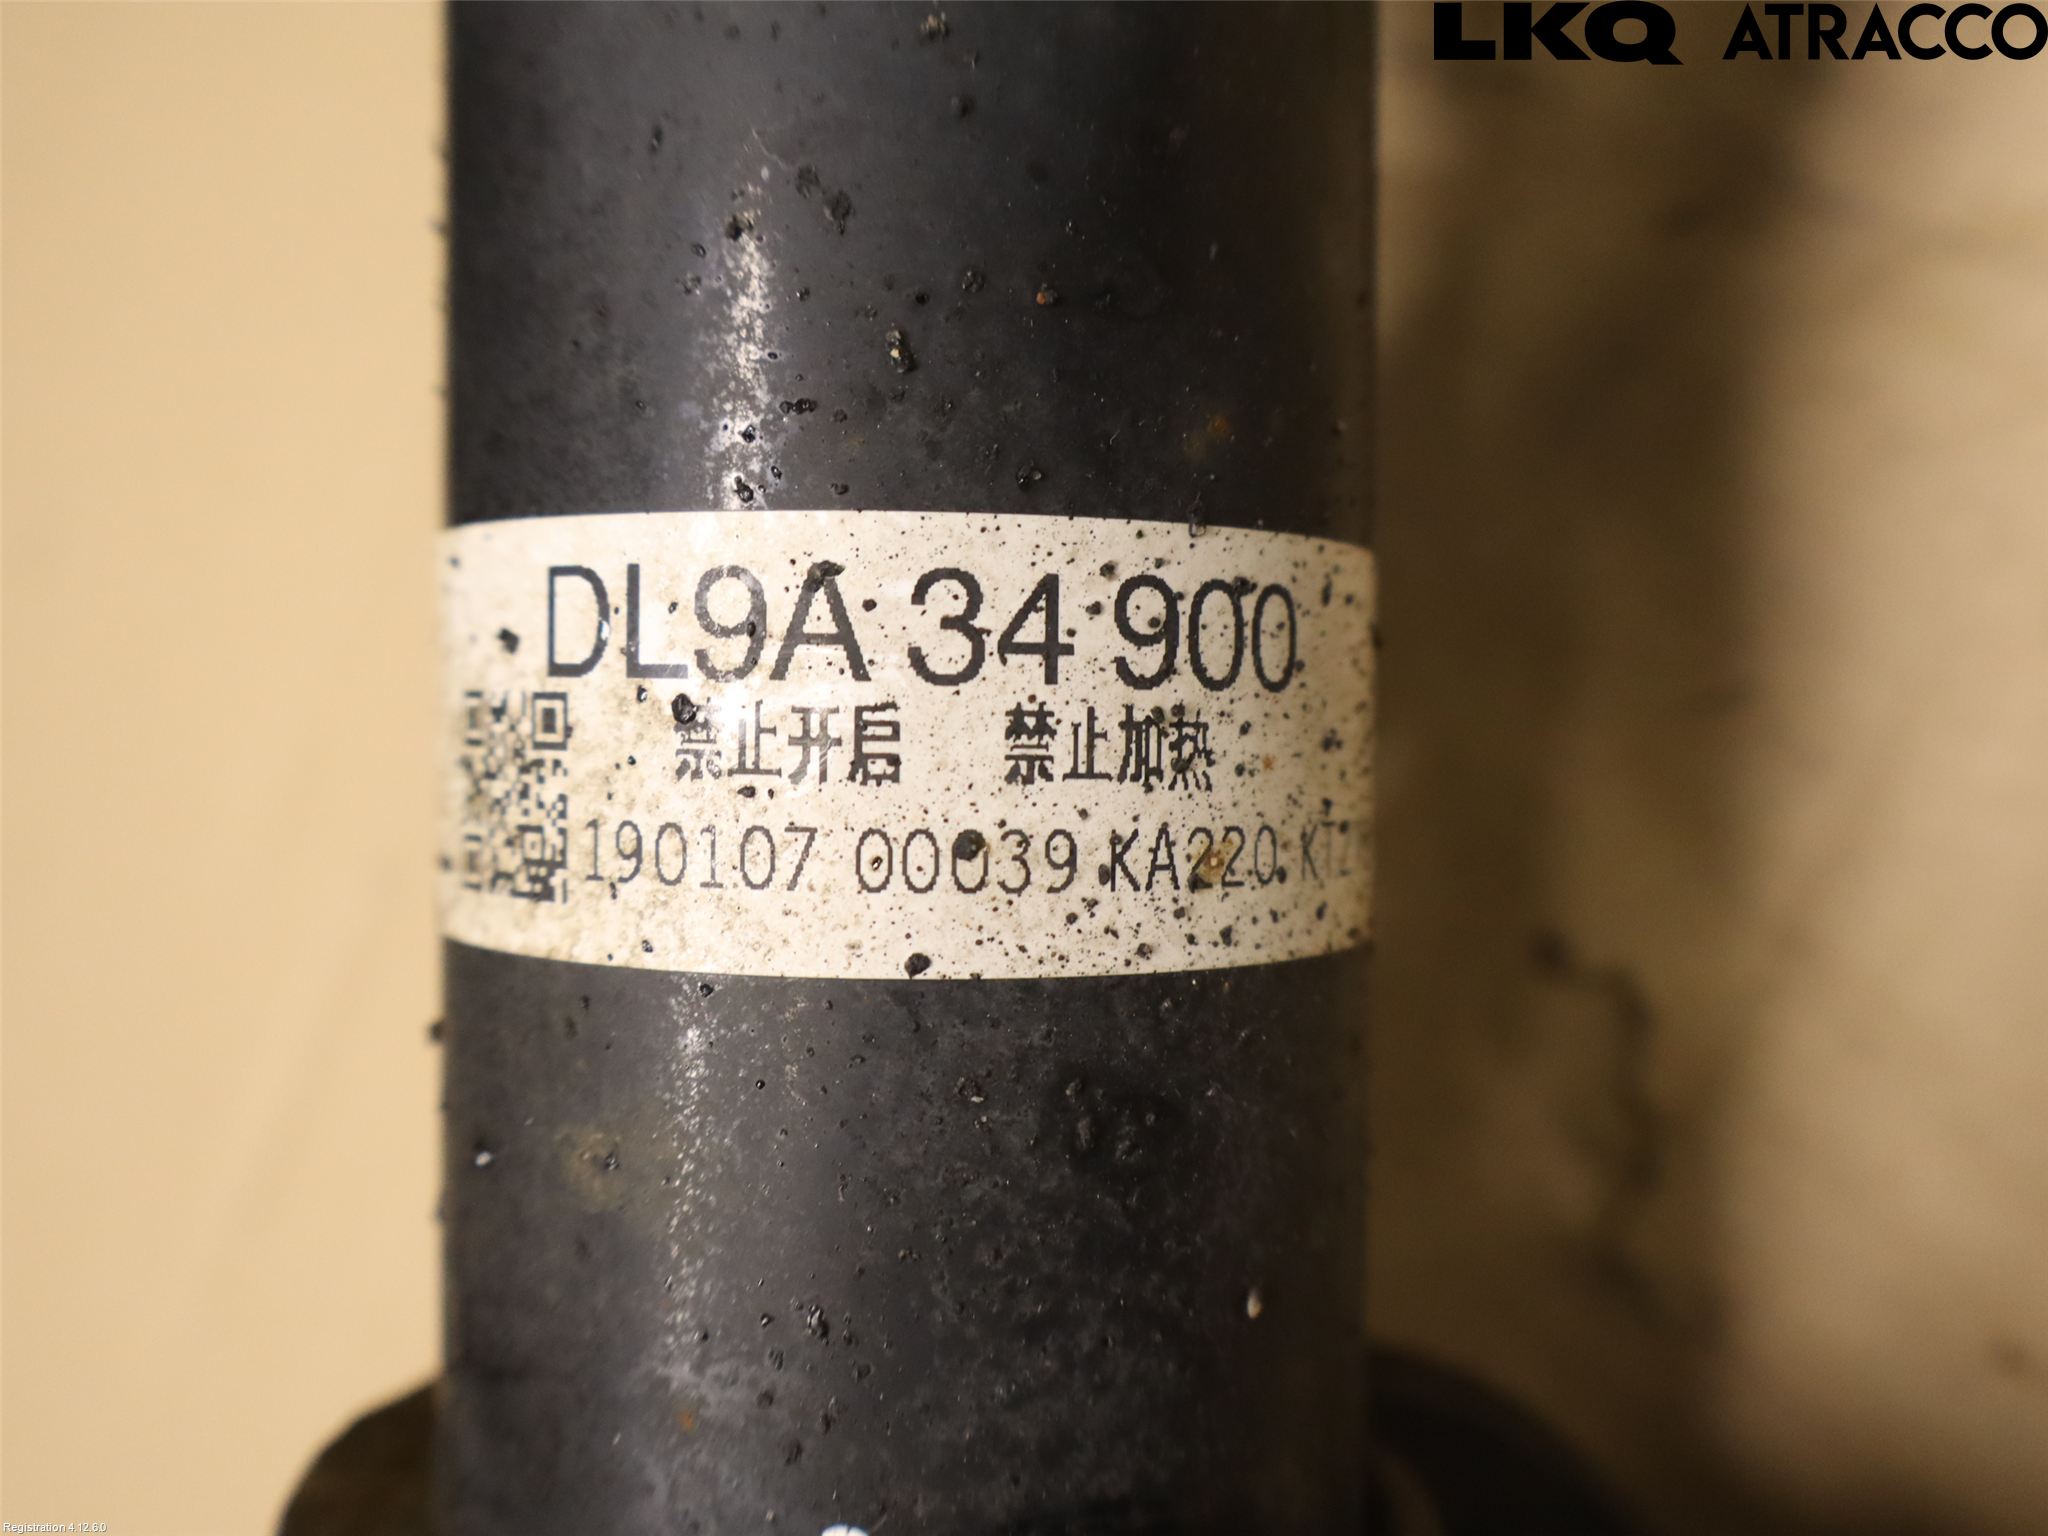 LKQ ATRACCO
DL9A 34 900
禁止开启 禁止加热
190107 00039 KA220
Registration 4.12.6.0